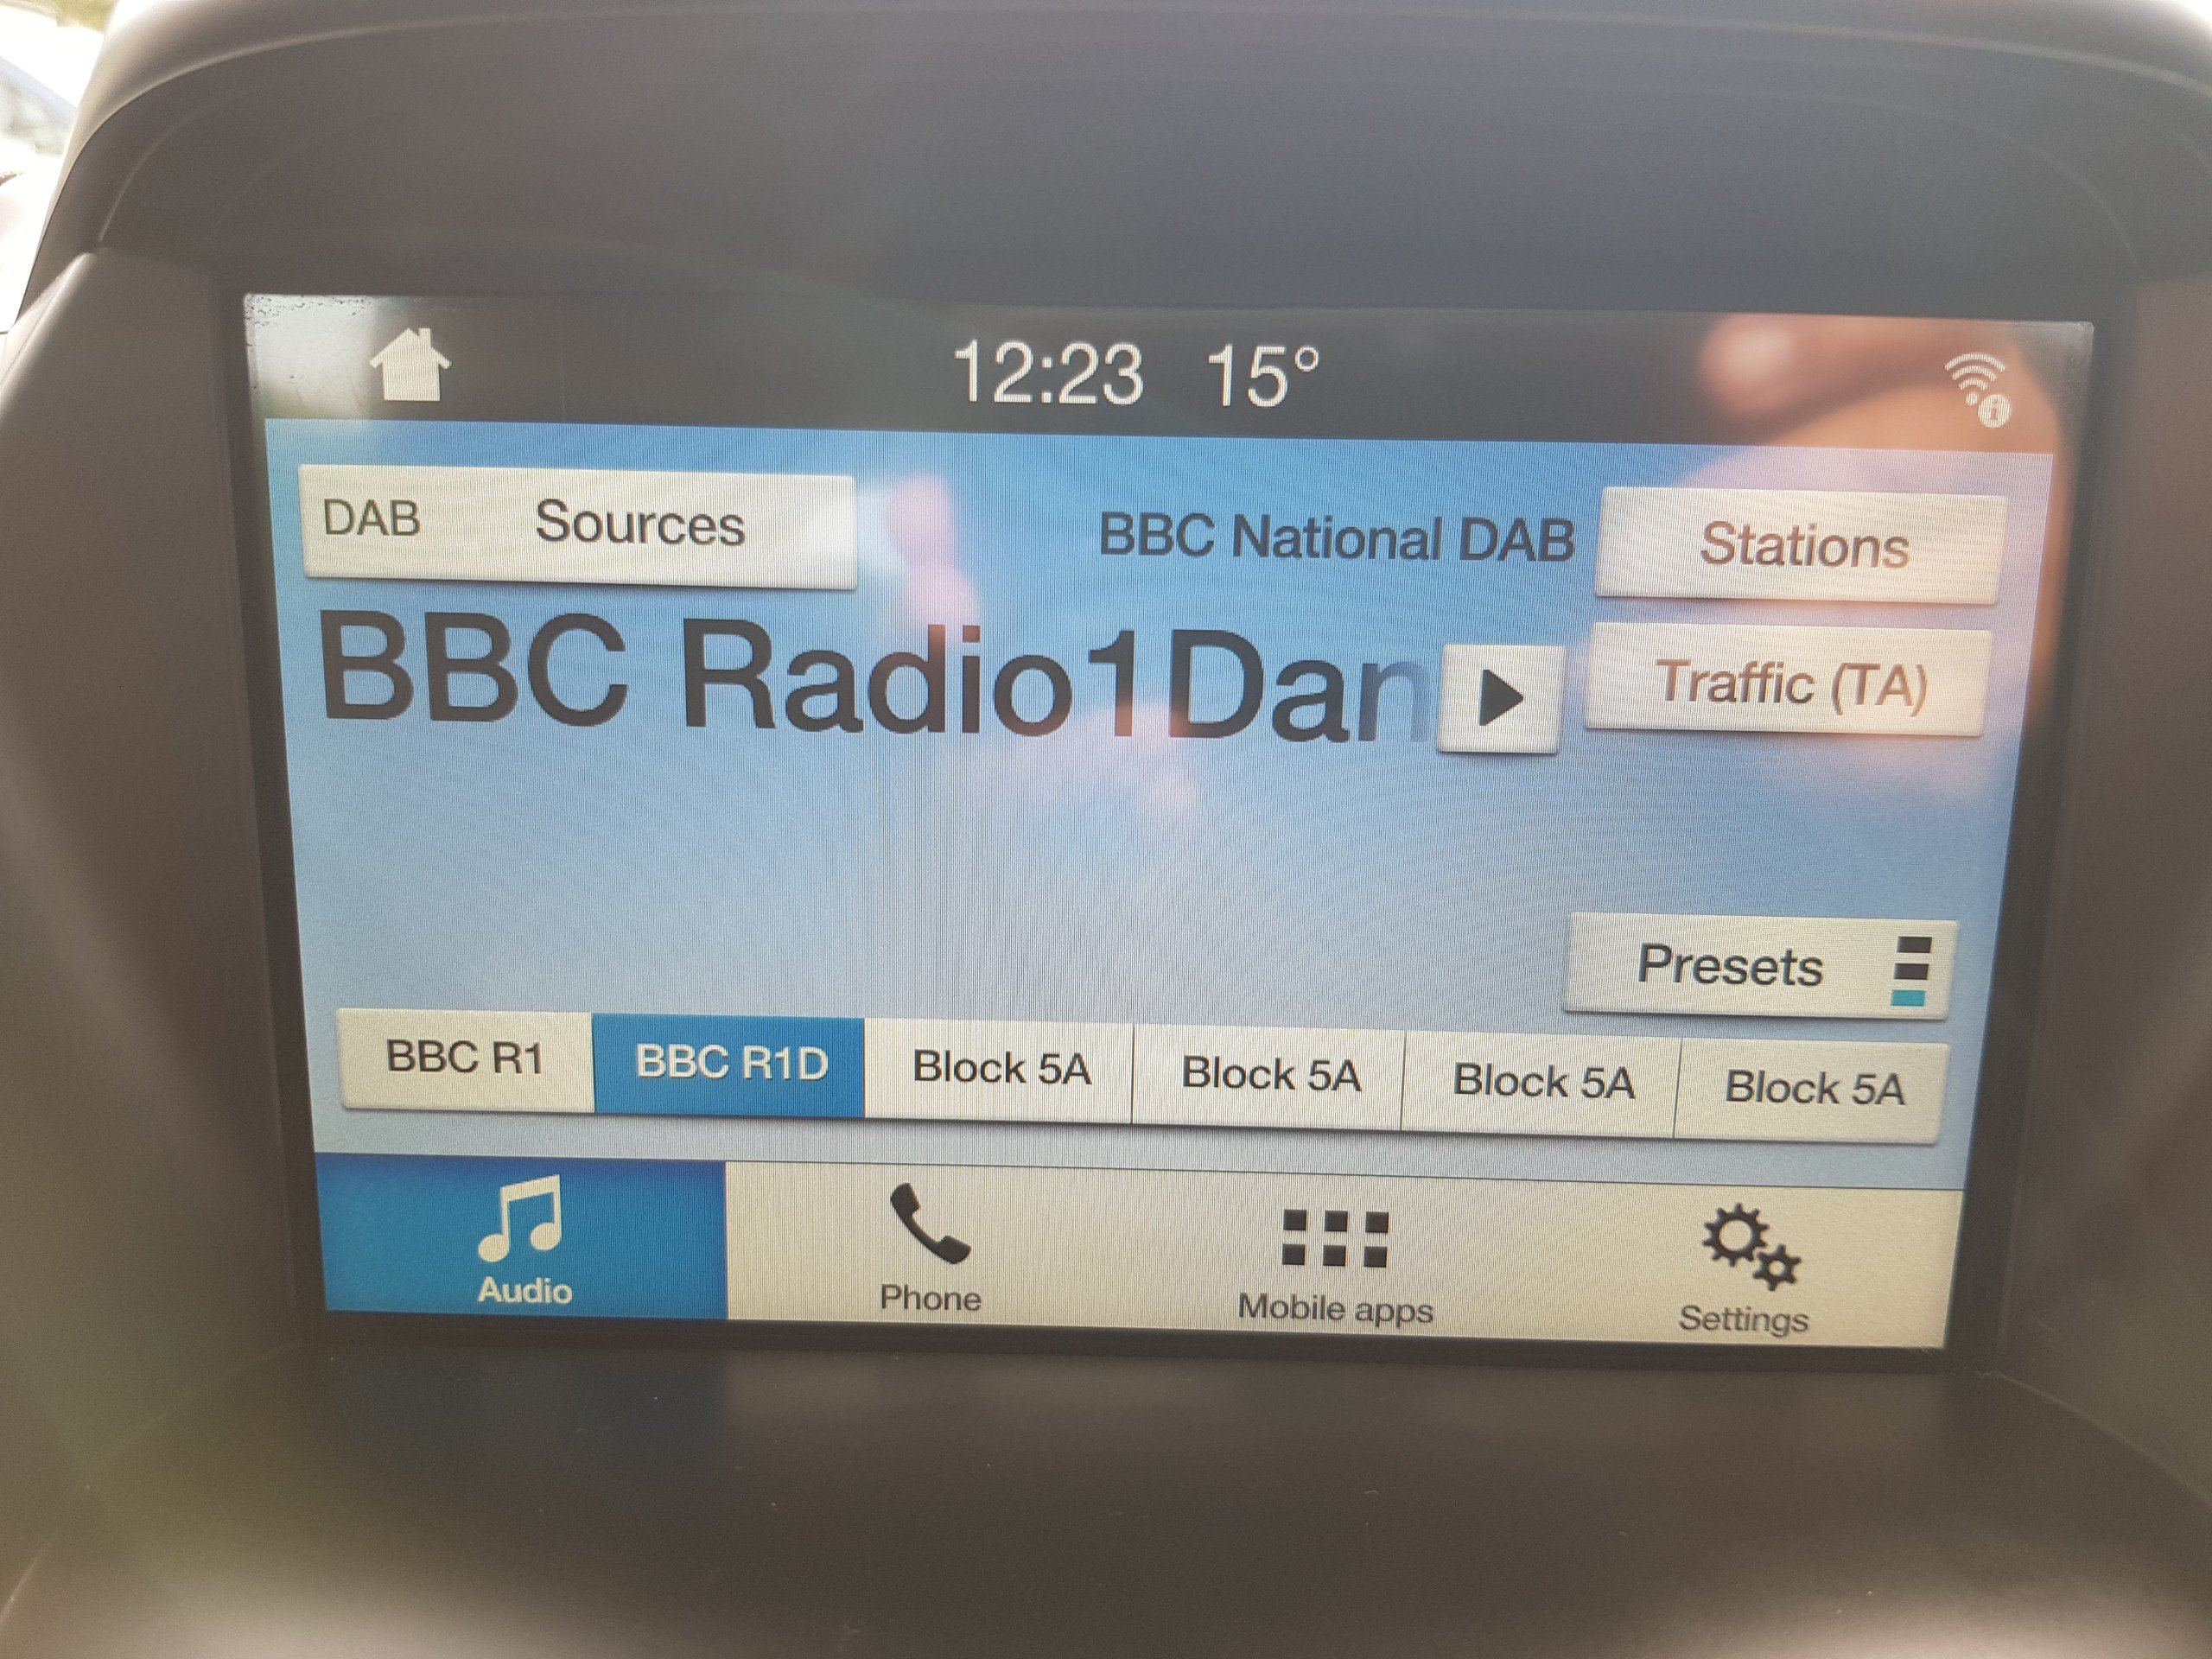 12:23 15°
DAB Sources
BBC National DAB
Stations
BBC Radio1Dan
Traffic (TA)
Presets
BBC R1
BBC R1D
Block 5A
Block 5A
Block 5A
Block 5A
Audio
Phone
Mobile apps
Settings